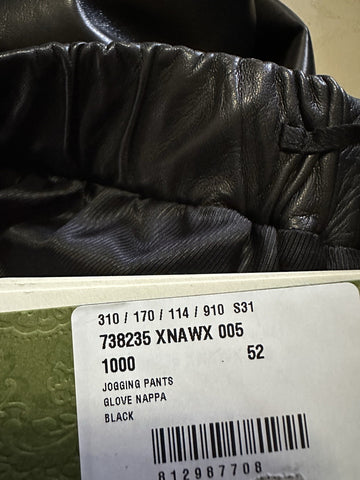 310 / 170 / 114 / 910 S31
738235 XNAWX 005
1000 52
JOGGING PANTS
GLOVE NAPPA
BLACK
812987708